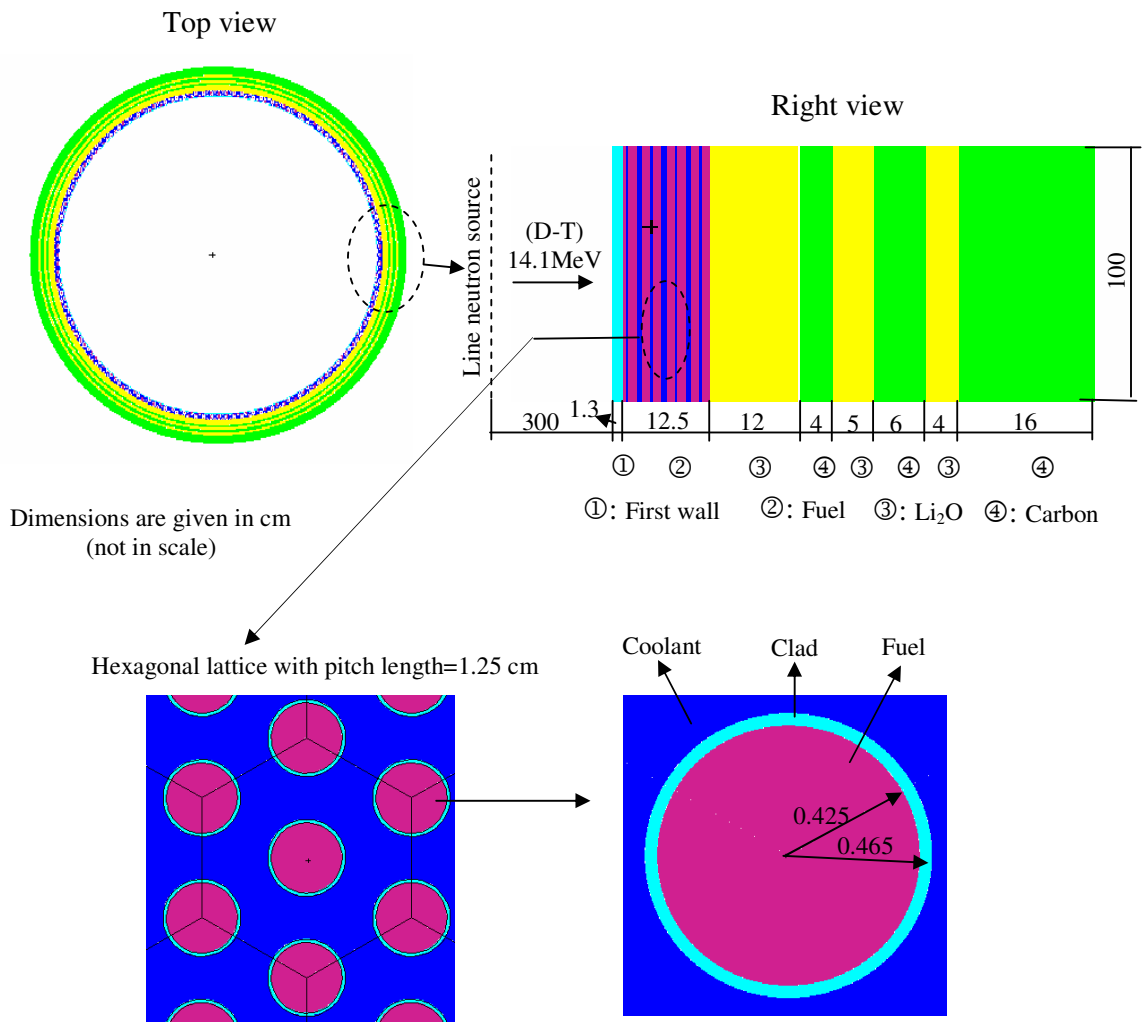 Top view
Right view
Line neutron source
(D-T)
14.1MeV
100
300
1.3
12.5
12
4
5
6
4
16
① ② ③ ④ ③ ④ ③ ④
①: First wall ②: Fuel ③: Li₂O ④: Carbon
Dimensions are given in cm
(not in scale)
Hexagonal lattice with pitch length=1.25 cm
Coolant
Clad
Fuel
0.425
0.465